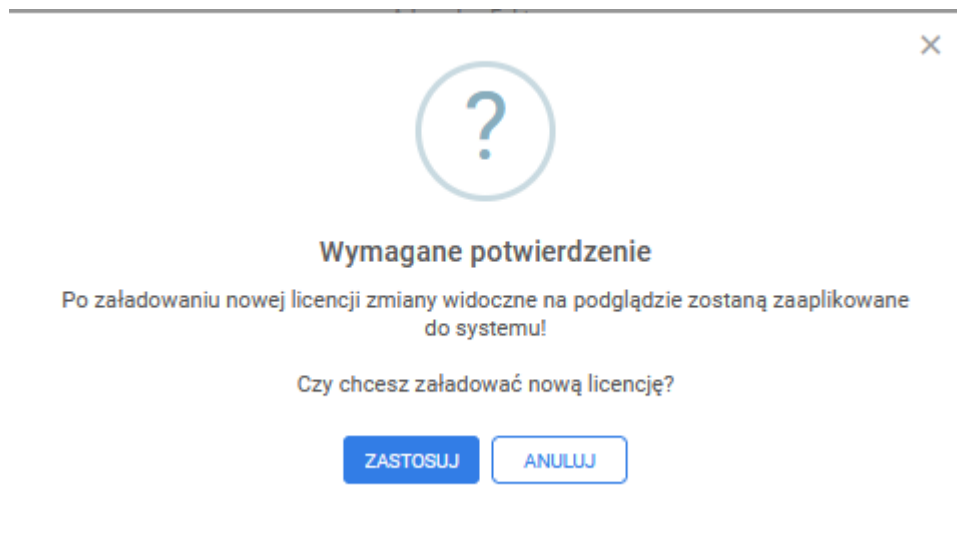 ?
Wymagane potwierdzenie
Po załadowaniu nowej licencji zmiany widoczne na podglądzie zostaną zaaplikowane
do systemu!
Czy chcesz załadować nową licencję?
ZASTOSUJ ANULUJ